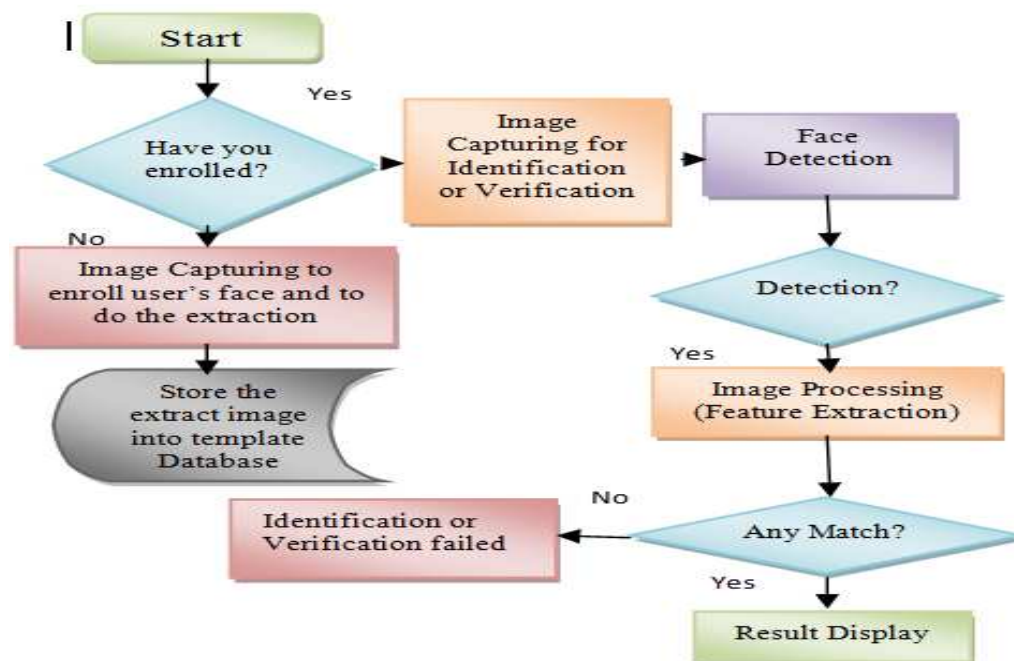 Start
Yes
Have you
enrolled?
Image
Capturing for
Identification
or Verification
Face
Detection
No
Image Capturing to
enroll user's face and to
do the extraction
Detection?
Yes
Store the
extract image
into template
Database
Image Processing
(Feature Extraction)
No
Identification or
Verification failed
Any Match?
Yes
Result Display